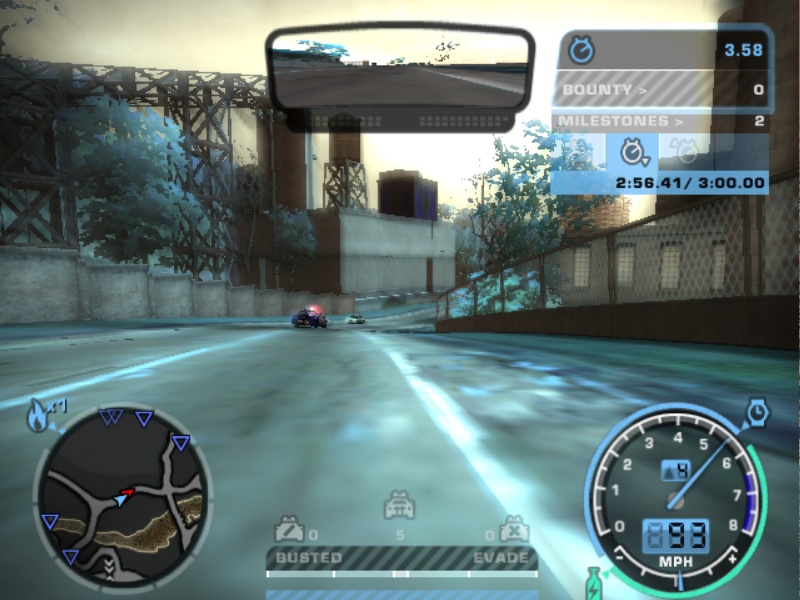 3.58
BOUNTY > 0
MILESTONES > 2
2:56.41/ 3:00.00
x1
0 1 2 3 4 5 6 7 8
4
93
MPH
0 5 0
BUSTED EVADE